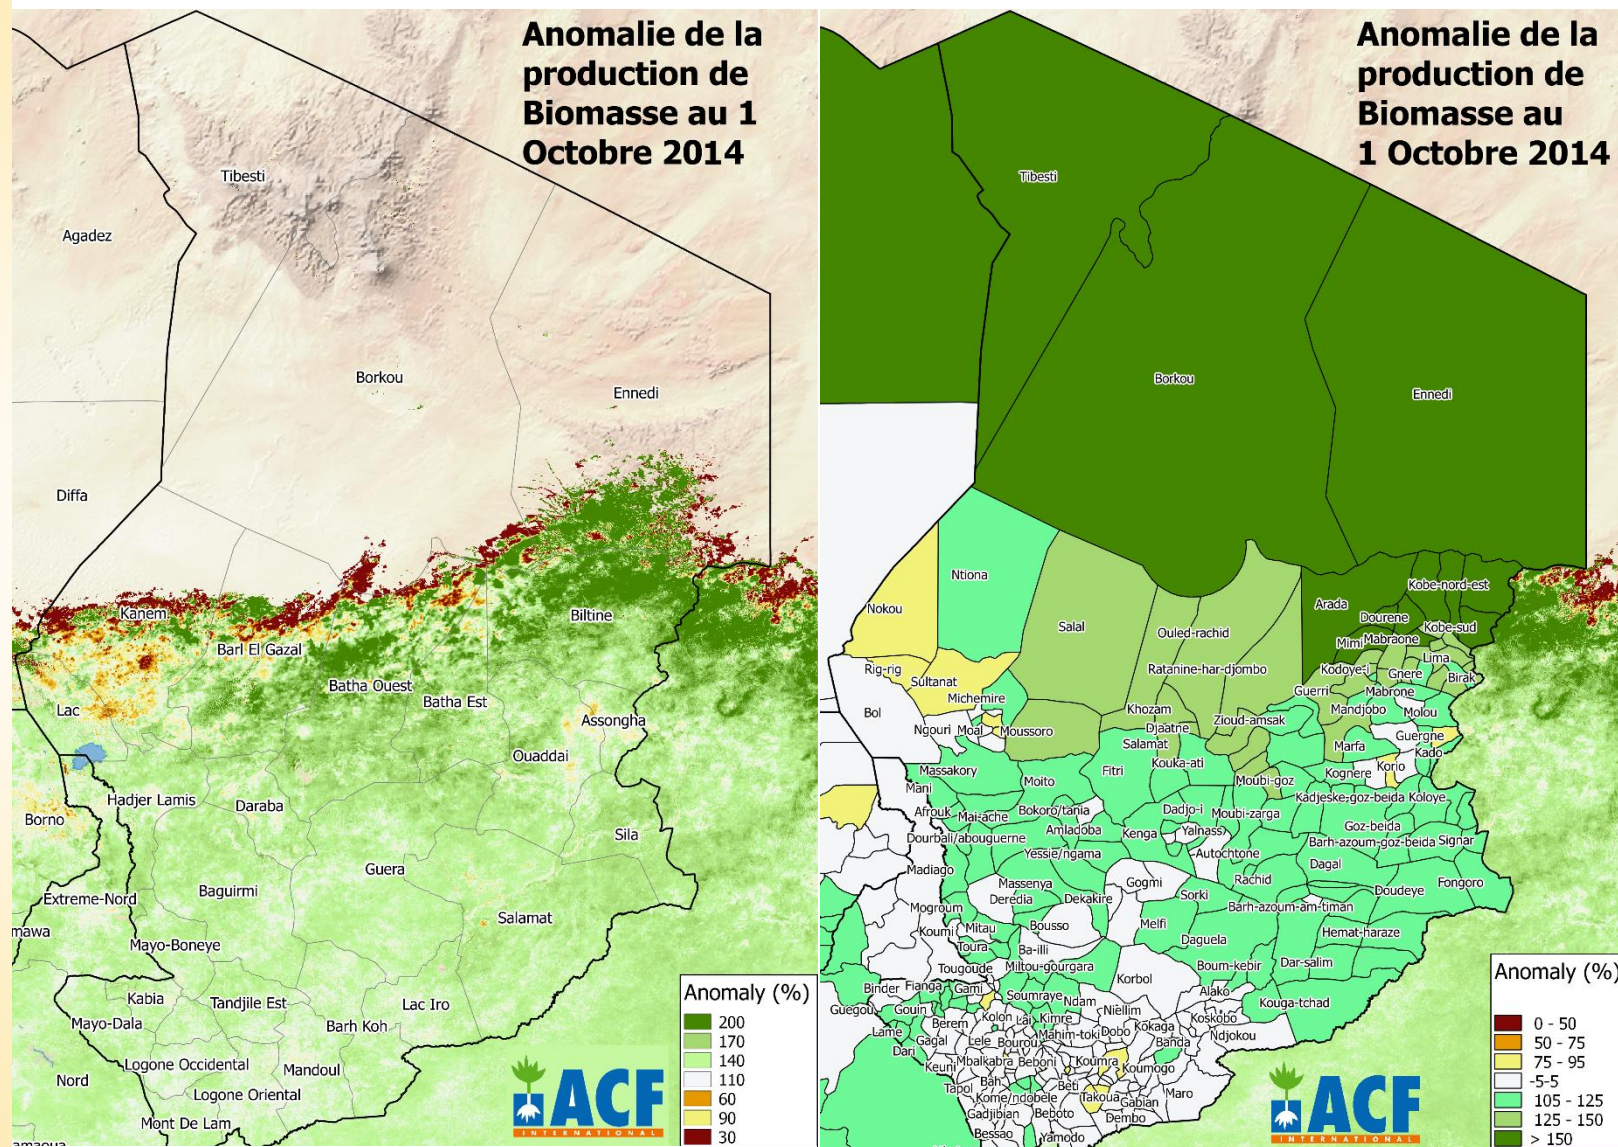 Anomalie de la
production de
Biomasse au 1
Octobre 2014
Tibesti
Agadez
Borkou
Ennedi
Diffa
Kanem
Biltine
Barl El Gazal
Batha Ouest
Batha Est
Lac
Assongha
Ouaddai
Hadjer Lamis
Daraba
Borno
Sila
Guera
Baguirmi
Extreme-Nord
Salamat
mawa
Mayo-Boneye
Kabia
Tandjile Est
Lac Iro
Mayo-Dala
Barh Koh
Logone Occidental
Mandoul
Nord
Logone Oriental
Mont De Lam
amaoua
Anomaly (%)
200
170
140
110
60
90
30
ACF
INTERNATIONAL
Anomalie de la
production de
Biomasse au
1 Octobre 2014
Tibesti
Borkou
Ennedi
Ntiona
Kobe-nord-est
Nokou
Arada
Dourene
Salal
Kobe-sud
Ouled-rachid
Mimi
Mabraone
Lima
Rig-rig
Ratanine-har-djombo
Kodoye-i
Gnere
Sultanat
Birak
Michemire
Guerri
Mabrone
Bol
Khozam
Mandjobo
Molou
Zioud-amsak
Ngouri
Moal
Moussoro
Djaatne
Guergne
Salamat
Marfa
Kado
Massakory
Fitri
Kouka-ati
Korio
Moito
Kognere
Mani
Moubi-goz
Kadjeske-goz-beida
Koloye
Afrouk
Bokoro/tania
Dadjo-i
Mai-ache
Moubi-zarga
Amladoba
Goz-beida
Dourbali/abouguerne
Kenga
Yalnass
Barh-azoum-goz-beida
Signar
Yessie/ngama
Autochtone
Dagal
Madiago
Rachid
Massenya
Gogmi
Fongoro
Deredia
Dekakire
Sorki
Doudeye
Mogroum
Barh-azoum-am-timan
Koumi
Mitau
Bousso
Melfi
Hemat-haraze
Toura
Ba-illi
Daguela
Tougoude
Miltou-gourgara
Boum-kebir
Dar-salim
Korbol
Binder
Fianga
Gami
Alako
Soumraye
Ndam
Guegou
Gouin
Kouga-tchad
Niellim
Kolon
Lai
Kimre
Koskobo
Berem
Kokaga
Lame
Mahim-toki
Dobo
Ndjokou
Gagal
Lele
Bourou
Banda
Dari
Mbalkabra
Beboni
Koumra
Keuni
Koumogo
Tapol
Bah
Beti
Maro
Kome/ndobele
Takoua
Gabian
Gadjibian
Beboto
Dembo
Bessao
Yamodo
Anomaly (%)
0 - 50
50 - 75
75 - 95
-5-5
105 - 125
125 - 150
> 150
ACF
INTERNATIONAL